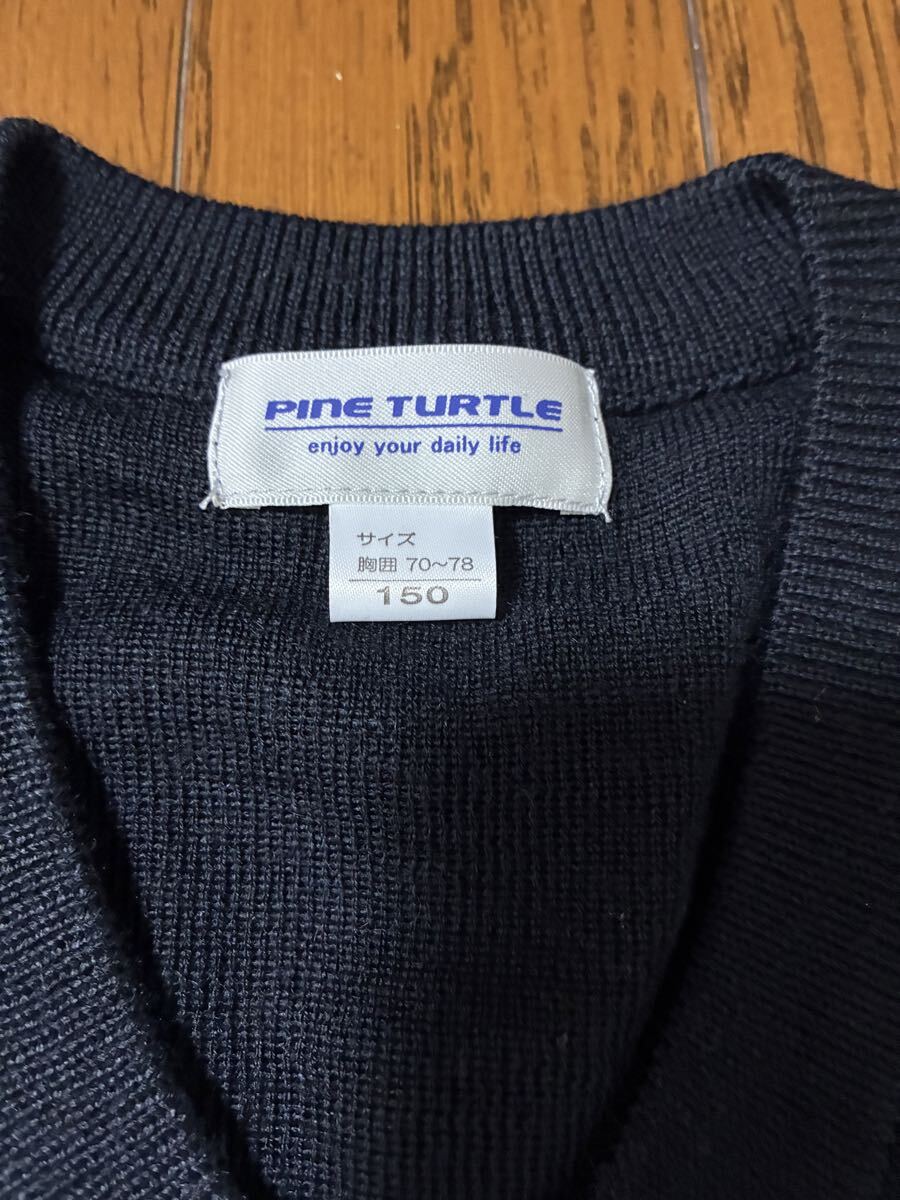 PINE TURTLE
enjoy your daily life
サイズ
胸囲 70～78
150